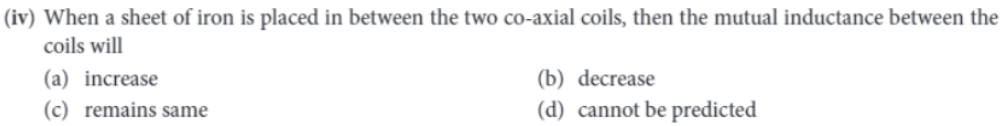 (iv) When a sheet of iron is placed in between the two co-axial coils, then the mutual inductance between the
coils will
(a) increase (b) decrease
(c) remains same (d) cannot be predicted